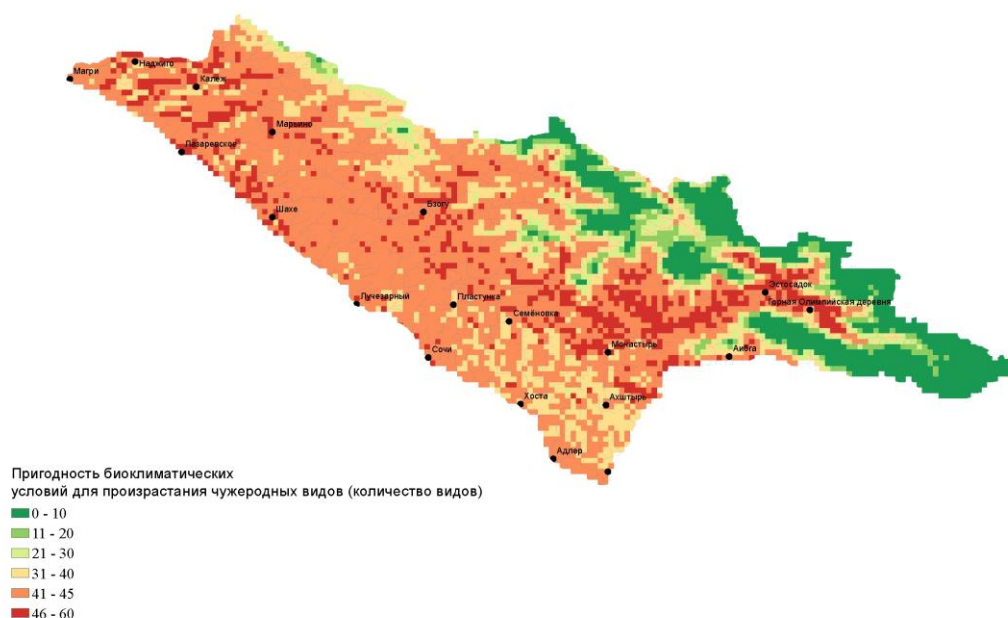 Магри
Наджиго
Калеж
Марьино
Лазаревское
Шахе
Бзогу
Лучезарный
Пластунка
Семёновка
Эстосадок
Горная Олимпийская деревня
Сочи
Монастырь
Аибга
Хоста
Ахштырь
Адлер
Пригодность биоклиматических
условий для произрастания чужеродных видов (количество видов)
0 - 10
11 - 20
21 - 30
31 - 40
41 - 45
46 - 60